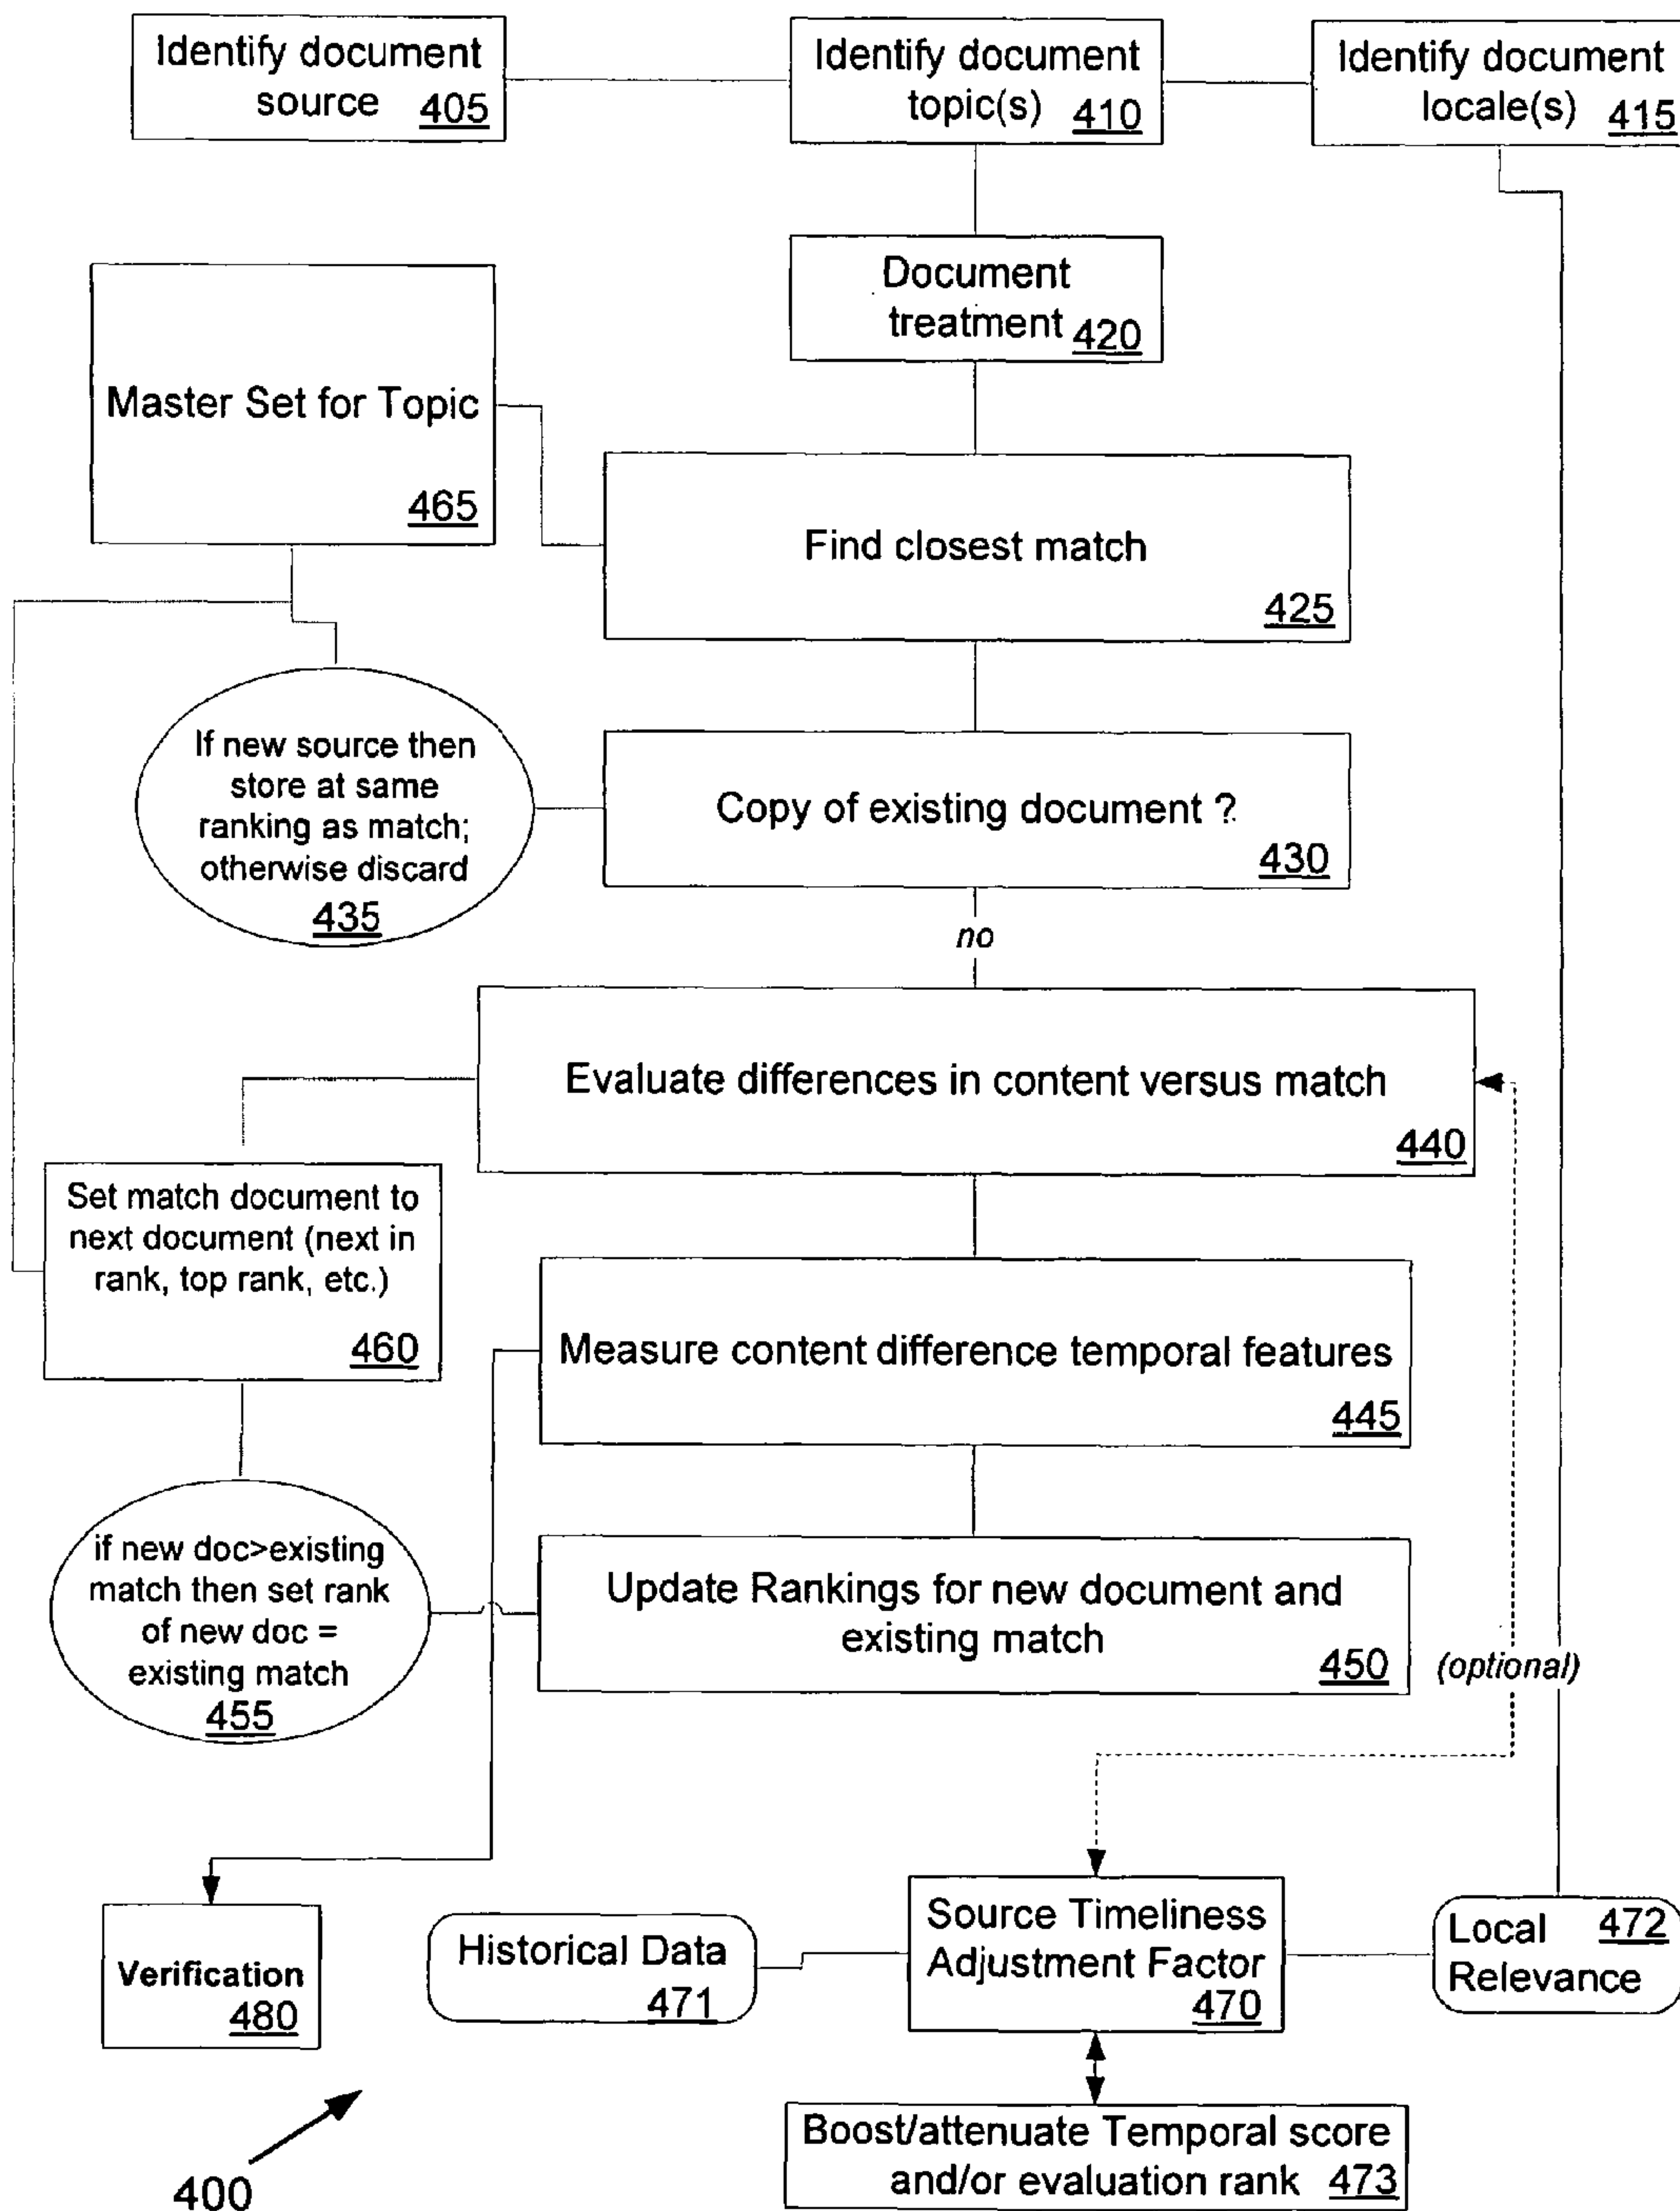 Identify document
source 405
Identify document
topic(s) 410
Identify document
locale(s) 415
Document
treatment 420
Master Set for Topic
465
Find closest match
425
If new source then
store at same
ranking as match;
otherwise discard
435
Copy of existing document ?
430
no
Evaluate differences in content versus match
440
Set match document to
next document (next in
rank, top rank, etc.)
460
Measure content difference temporal features
445
if new doc>existing
match then set rank
of new doc =
existing match
455
Update Rankings for new document and
existing match
450
(optional)
Verification
480
Historical Data
471
Source Timeliness
Adjustment Factor
470
Local 472
Relevance
Boost/attenuate Temporal score
and/or evaluation rank 473
400